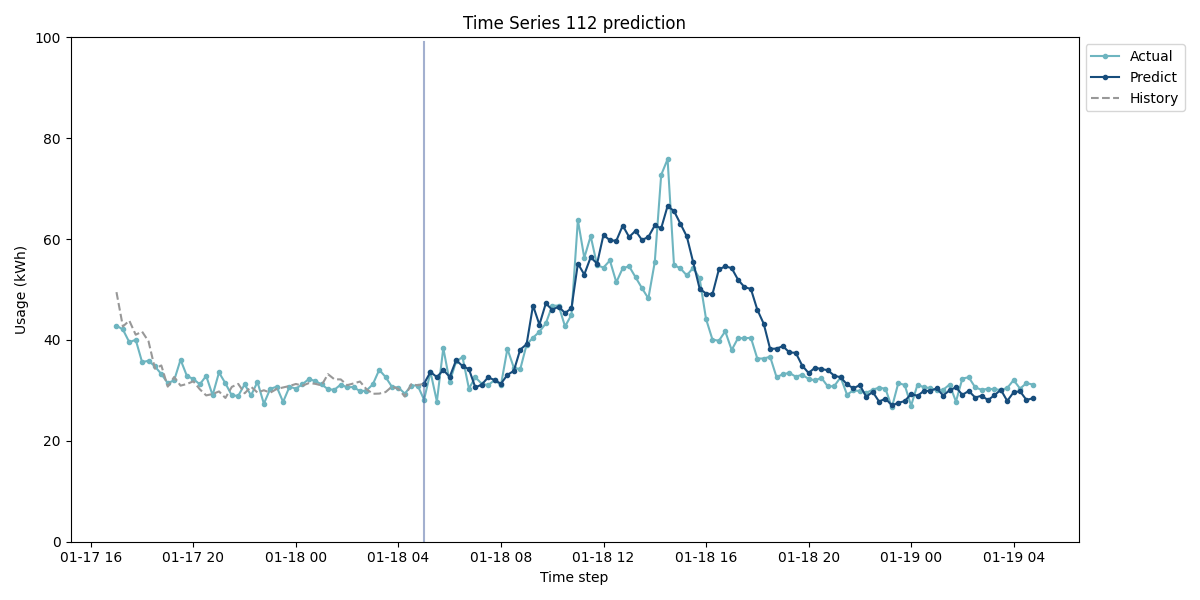 Time Series 112 prediction
100
80
60
40
20
0
Usage (kWh)
01-17 16 01-17 20 01-18 00 01-18 04 01-18 08 01-18 12 01-18 16 01-18 20 01-19 00 01-19 04
Time step
Actual
Predict
History